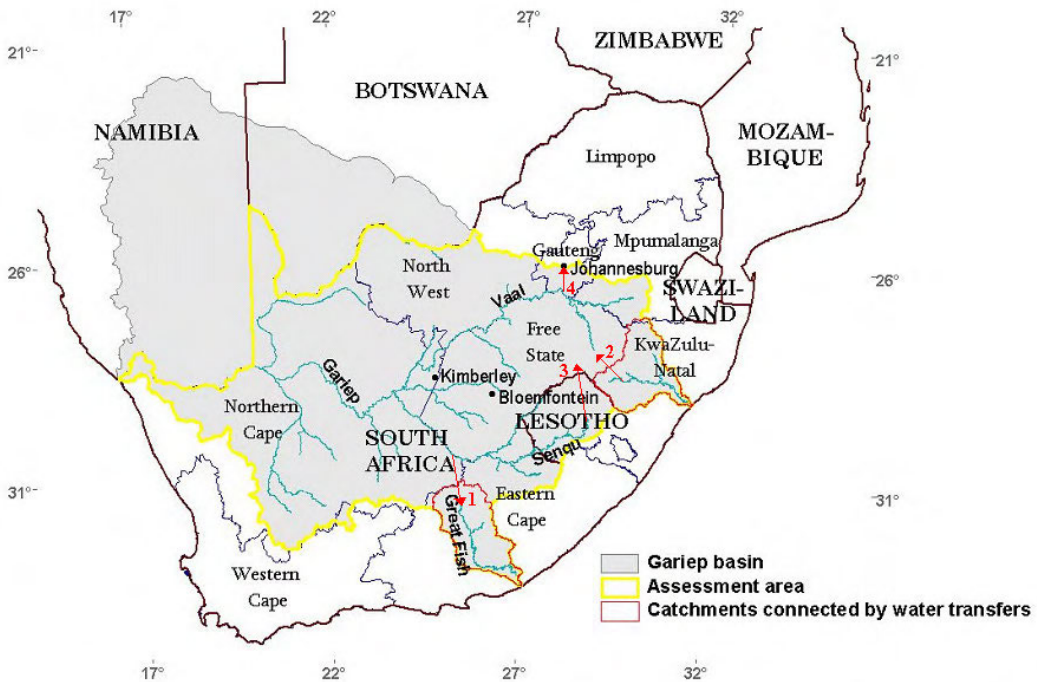 17°
22°
27°
32°
21°
ZIMBABWE
21°
BOTSWANA
NAMIBIA
MOZAM-
BIQUE
Limpopo
Mpumalanga
Gauteng
26°
North
West
Johannesburg
26°
SWAZI-
LAND
4
Vaal
Free
State
2
KwaZulu-
Natal
3
Gariep
Kimberley
Bloemfontein
Northern
Cape
LESOTHO
SOUTH
AFRICA
Senqu
31°
1
Eastern
Cape
31°
Great Fish
Western
Cape
Gariep basin
Assessment area
Catchments connected by water transfers
17°
22°
27°
32°